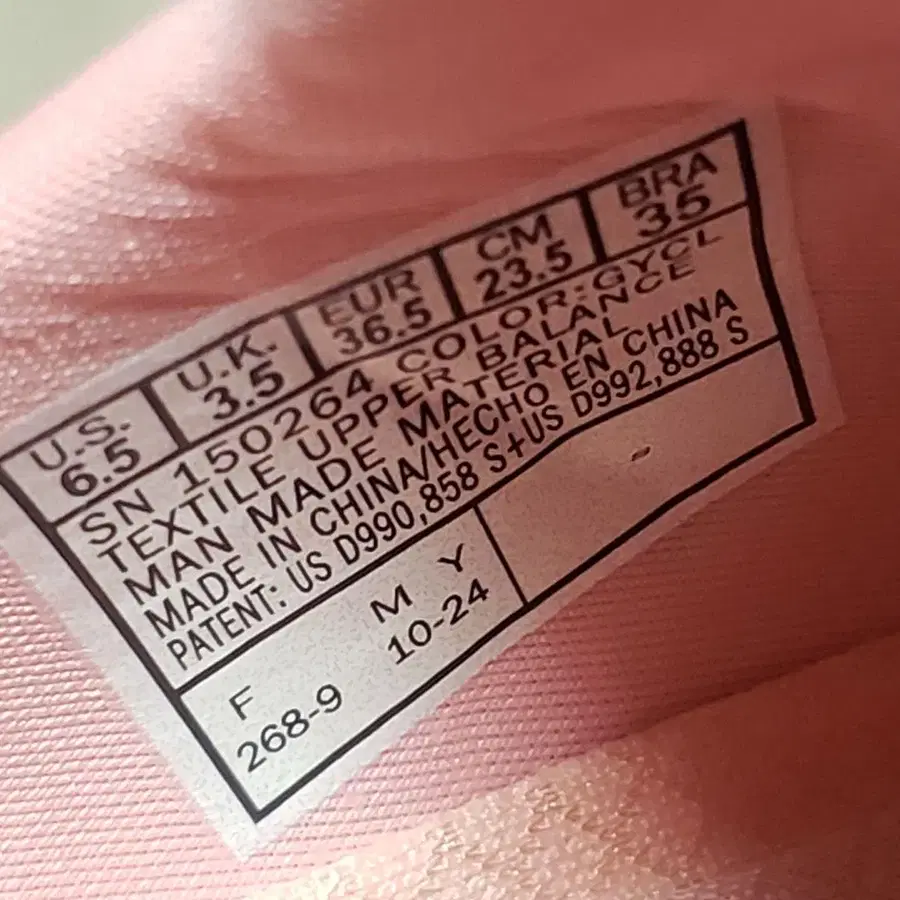 U.S. U.K. EUR CM BRA
6.5 3.5 36.5 23.5 35
SN 150264 COLOR:GYCL
TEXTILE UPPER BALANCE
MAN MADE MATERIAL
MADE IN CHINA/HECHO EN CHINA
PATENT: US D990,858 S+US D992,888 S
F M Y
268-9 10-24